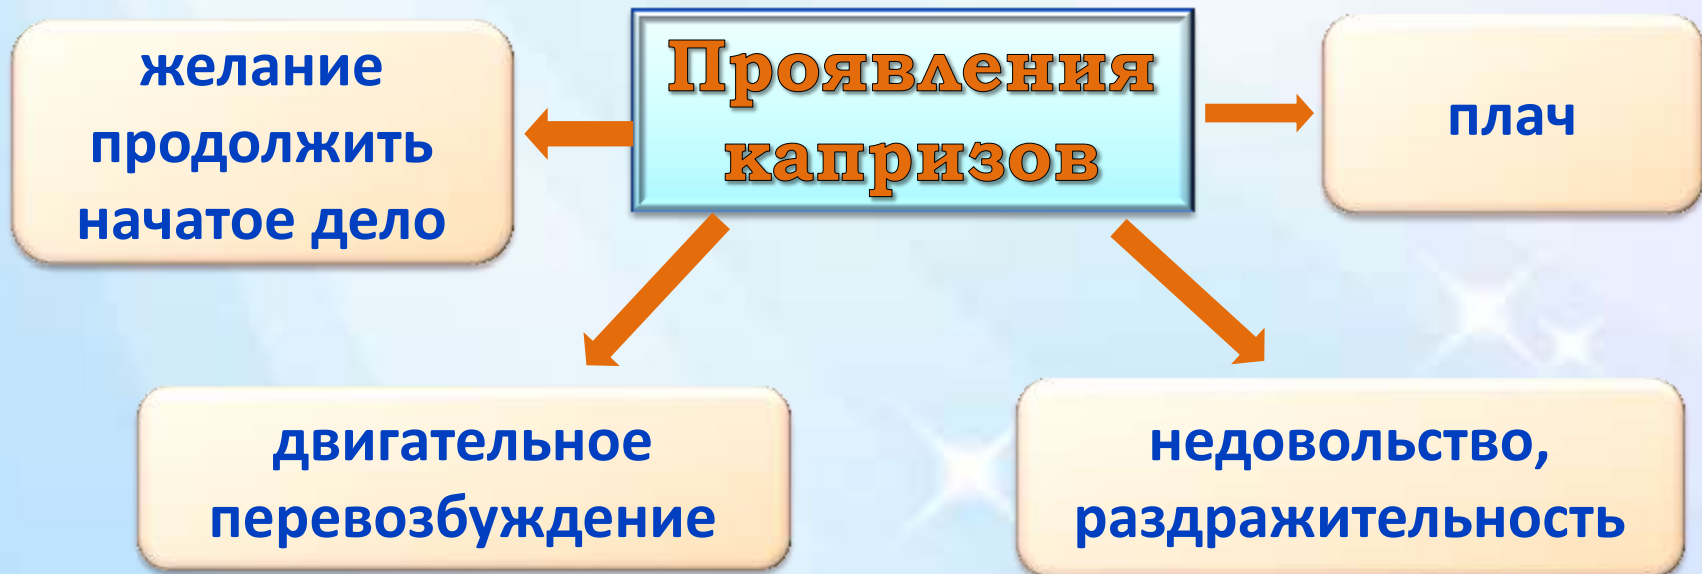 Проявления
капризов
желание
продолжить
начатое дело
плач
двигательное
перевозбуждение
недовольство,
раздражительность